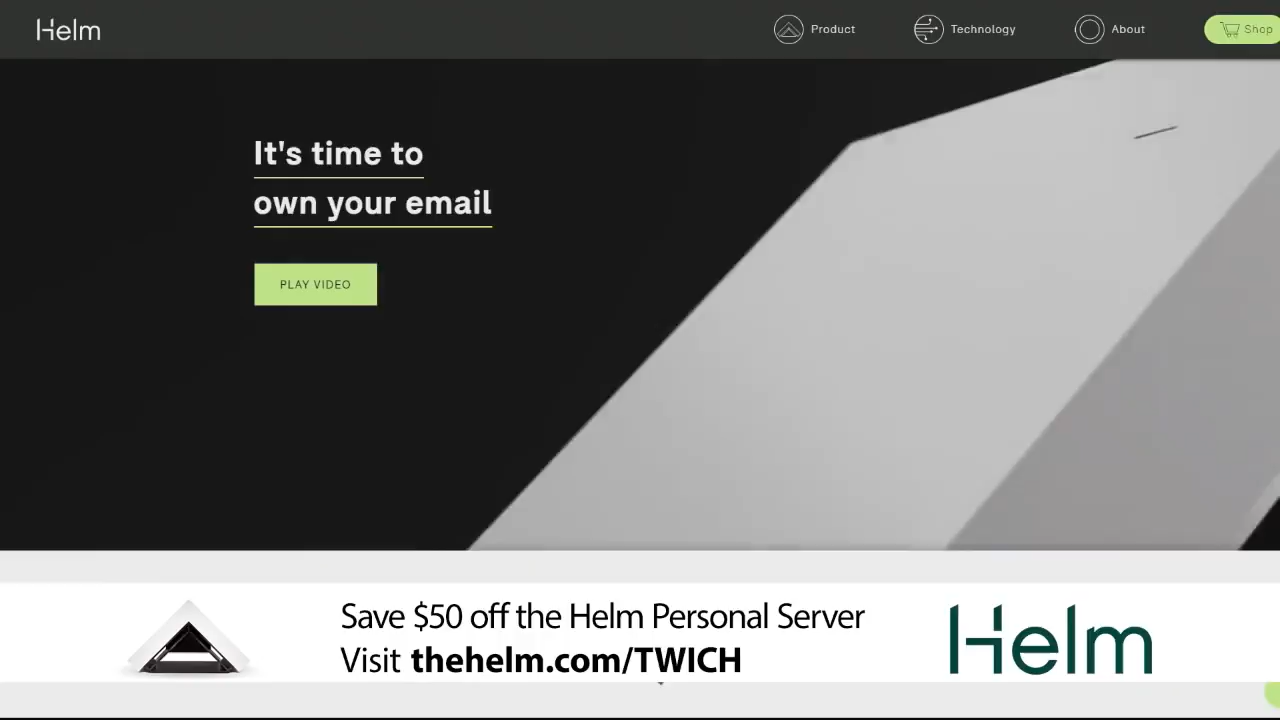 Helm
Product
Technology
About
Shop
It's time to
own your email
PLAY VIDEO
Save $50 off the Helm Personal Server
Visit thehelm.com/TWICH
Helm